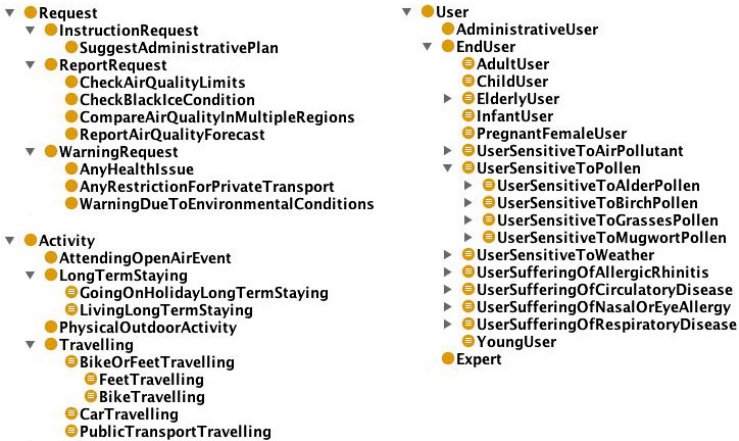 Request
InstructionRequest
SuggestAdministrativePlan
ReportRequest
CheckAirQualityLimits
CheckBlackIceCondition
CompareAirQualityInMultipleRegions
ReportAirQualityForecast
WarningRequest
AnyHealthIssue
AnyRestrictionForPrivateTransport
WarningDueToEnvironmentalConditions
Activity
AttendingOpenAirEvent
LongTermStaying
GoingOnHolidayLongTermStaying
LivingLongTermStaying
PhysicalOutdoorActivity
Travelling
BikeOrFeetTravelling
FeetTravelling
BikeTravelling
CarTravelling
PublicTransportTravelling
User
AdministrativeUser
EndUser
AdultUser
ChildUser
ElderlyUser
InfantUser
PregnantFemaleUser
UserSensitiveToAirPollutant
UserSensitiveToPollen
UserSensitiveToAlderPollen
UserSensitiveToBirchPollen
UserSensitiveToGrassesPollen
UserSensitiveToMugwortPollen
UserSensitiveToWeather
UserSufferingOfAllergicRhinitis
UserSufferingOfCirculatoryDisease
UserSufferingOfNasalOrEyeAllergy
UserSufferingOfRespiratoryDisease
YoungUser
Expert